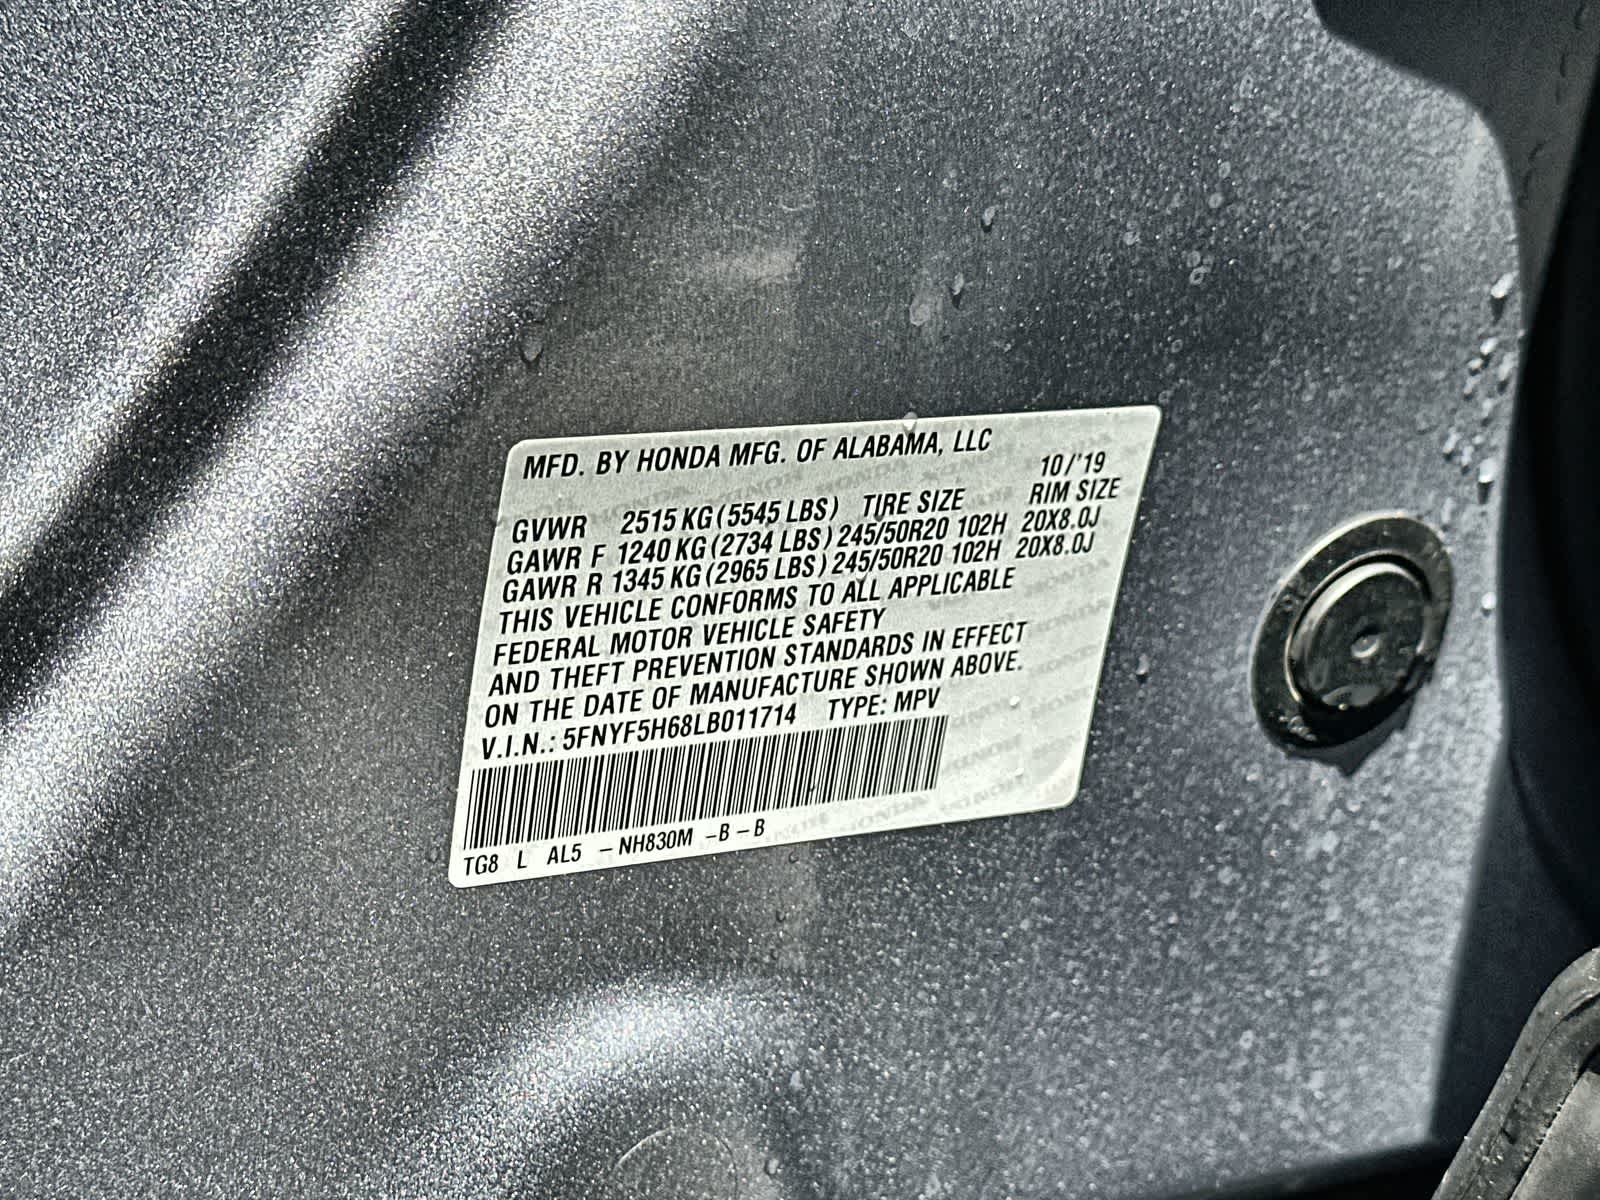 MFD. BY HONDA MFG. OF ALABAMA, LLC
10/'19
GVWR 2515 KG (5545 LBS) TIRE SIZE RIM SIZE
GAWR F 1240 KG (2734 LBS) 245/50R20 102H 20X8.0J
GAWR R 1345 KG (2965 LBS) 245/50R20 102H 20X8.0J
THIS VEHICLE CONFORMS TO ALL APPLICABLE
FEDERAL MOTOR VEHICLE SAFETY
AND THEFT PREVENTION STANDARDS IN EFFECT
ON THE DATE OF MANUFACTURE SHOWN ABOVE.
V.I.N.: 5FNYF5H68LB011714 TYPE: MPV
TG8 L AL5 – NH830M – B – B